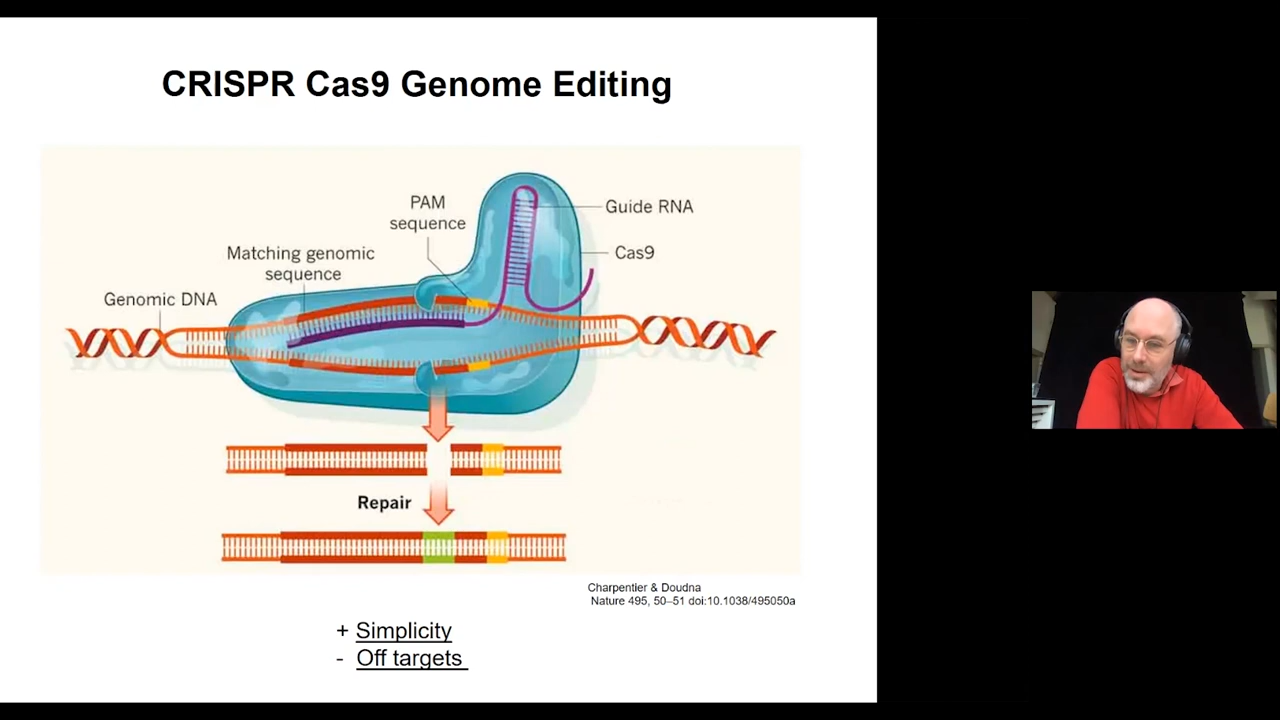 CRISPR Cas9 Genome Editing
PAM
sequence
Guide RNA
Matching genomic
sequence
Cas9
Genomic DNA
Repair
Charpentier & Doudna
Nature 495, 50–51 doi:10.1038/495050a
+ Simplicity
- Off targets